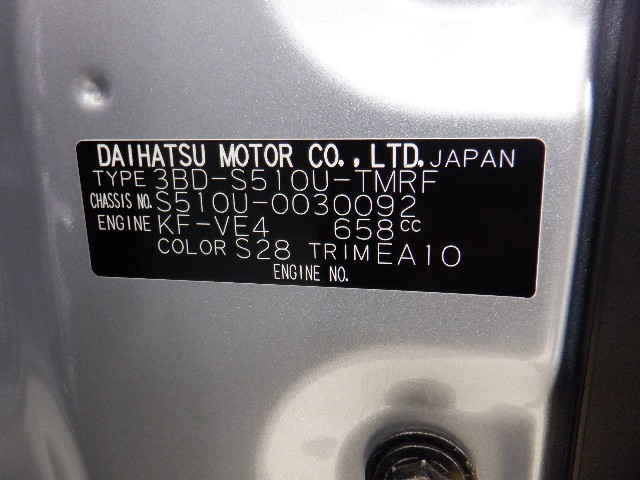 DAIHATSU MOTOR CO.,LTD. JAPAN
TYPE 3BD-S510U-TMRF
CHASSIS NO. S510U-0030092
ENGINE KF-VE4 658cc
COLOR S28 TRIM EA10
ENGINE NO.